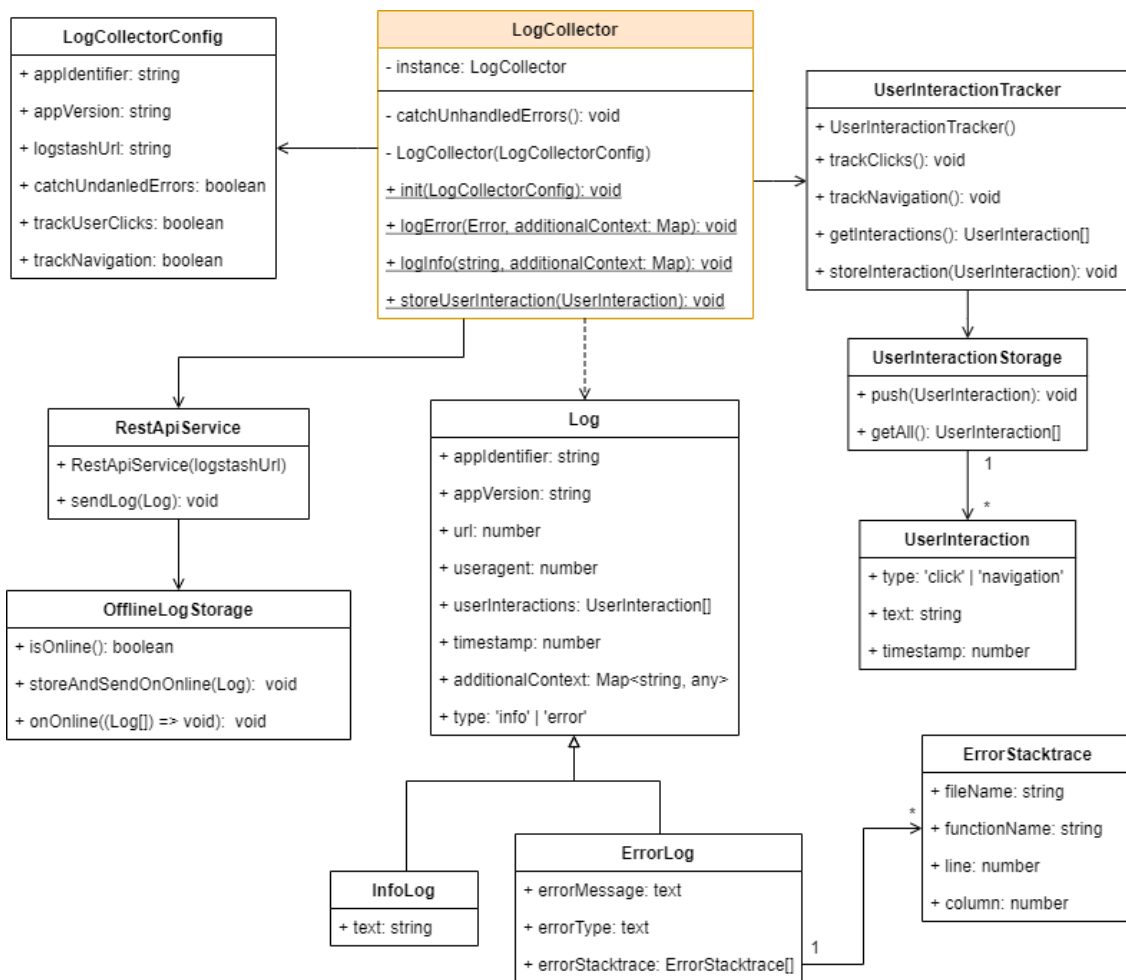 LogCollectorConfig
+ appIdentifier: string
+ appVersion: string
+ logstashUrl: string
+ catchUndanledErrors: boolean
+ trackUserClicks: boolean
+ trackNavigation: boolean
LogCollector
- instance: LogCollector
- catchUnhandledErrors(): void
- LogCollector(LogCollectorConfig)
+ init(LogCollectorConfig): void
+ logError(Error, additionalContext: Map): void
+ logInfo(string, additionalContext: Map): void
+ storeUserInteraction(UserInteraction): void
UserInteractionTracker
+ UserInteractionTracker()
+ trackClicks(): void
+ trackNavigation(): void
+ getInteractions(): UserInteraction[]
+ storeInteraction(UserInteraction): void
UserInteractionStorage
+ push(UserInteraction): void
+ getAll(): UserInteraction[]
1
*
UserInteraction
+ type: 'click' | 'navigation'
+ text: string
+ timestamp: number
RestApiService
+ RestApiService(logstashUrl)
+ sendLog(Log): void
OfflineLogStorage
+ isOnline(): boolean
+ storeAndSendOnOnline(Log): void
+ onOnline((Log[]) => void): void
Log
+ appIdentifier: string
+ appVersion: string
+ url: number
+ useragent: number
+ userInteractions: UserInteraction[]
+ timestamp: number
+ additionalContext: Map<string, any>
+ type: 'info' | 'error'
InfoLog
+ text: string
ErrorLog
+ errorMessage: text
+ errorType: text
+ errorStacktrace: ErrorStacktrace[]
1
*
ErrorStacktrace
+ fileName: string
+ functionName: string
+ line: number
+ column: number